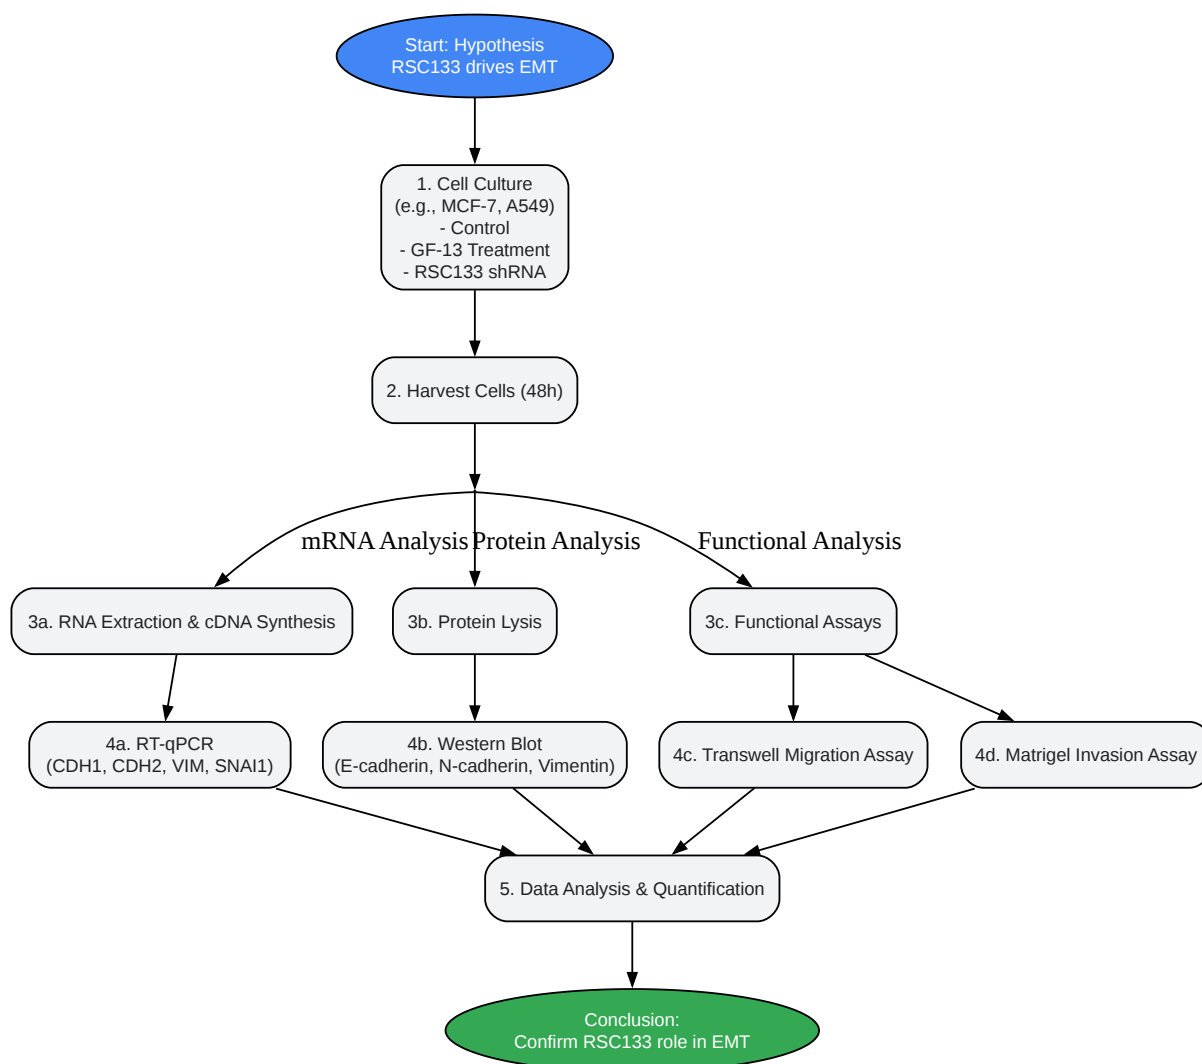 Start: Hypothesis
RSC133 drives EMT
1. Cell Culture
(e.g., MCF-7, A549)
- Control
- GF-13 Treatment
- RSC133 shRNA
2. Harvest Cells (48h)
mRNA Analysis
Protein Analysis
Functional Analysis
3a. RNA Extraction & cDNA Synthesis
3b. Protein Lysis
3c. Functional Assays
4a. RT-qPCR
(CDH1, CDH2, VIM, SNAI1)
4b. Western Blot
(E-cadherin, N-cadherin, Vimentin)
4c. Transwell Migration Assay
4d. Matrigel Invasion Assay
5. Data Analysis & Quantification
Conclusion:
Confirm RSC133 role in EMT